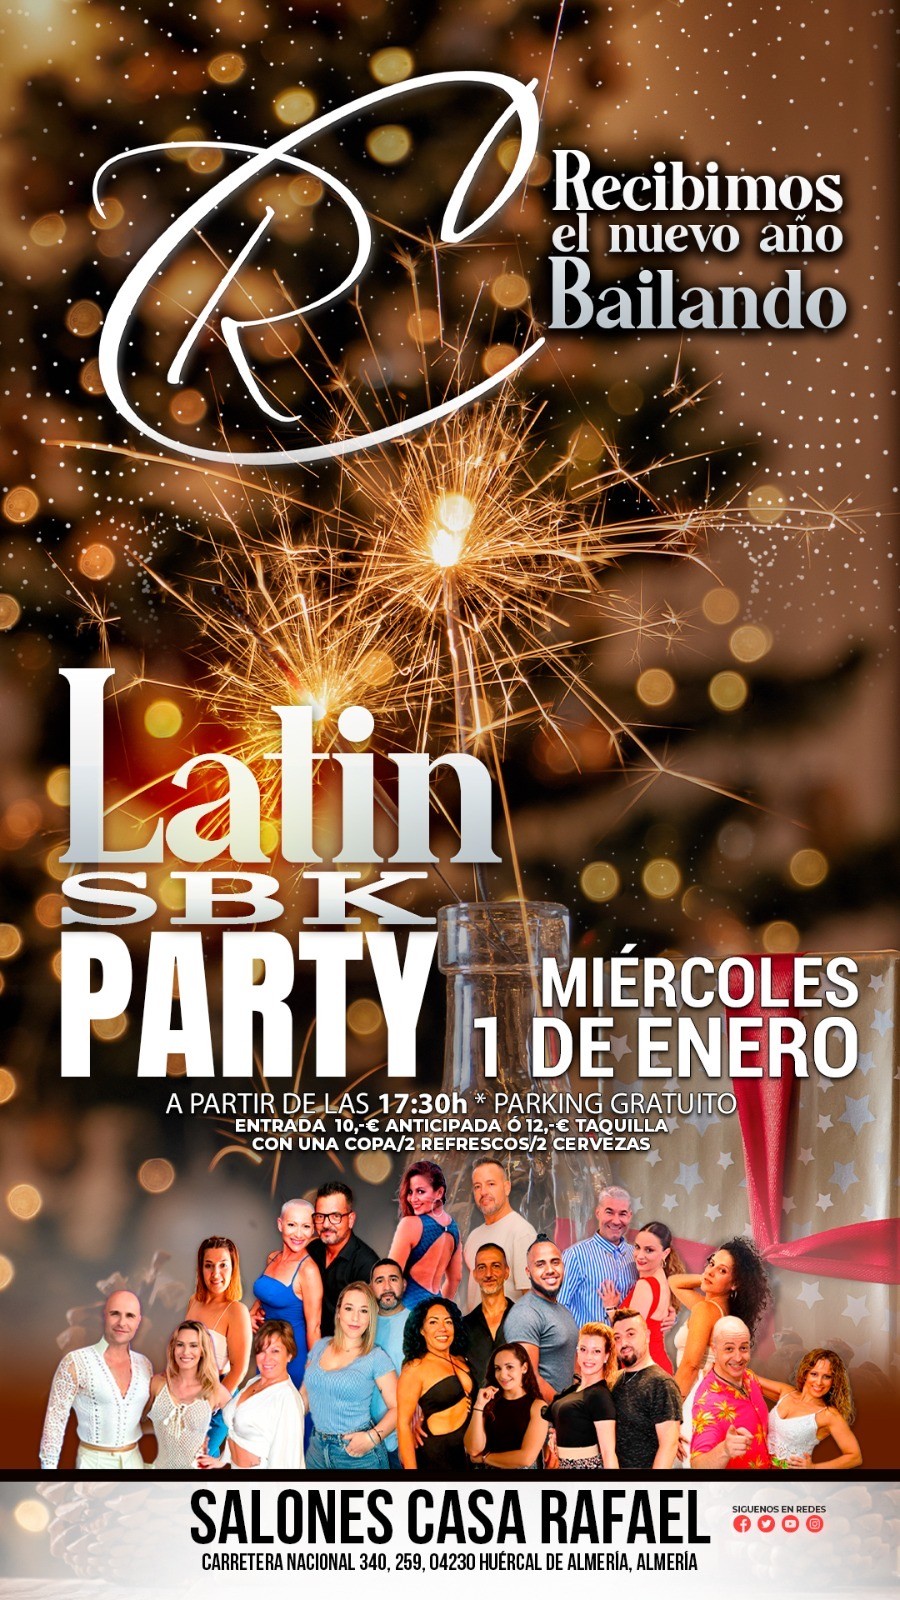 R
Recibimos
el nuevo año
Bailando
Latin
SBK
PARTY
MIÉRCOLES
1 DE ENERO
A PARTIR DE LAS 17:30h * PARKING GRATUITO
ENTRADA 10,-€ ANTICIPADA Ó 12,-€ TAQUILLA
CON UNA COPA/2 REFRESCOS/2 CERVEZAS
SALONES CASA RAFAEL
CARRETERA NACIONAL 340, 259, 04230 HUÉRCAL DE ALMERÍA, ALMERÍA
SIGUENOS EN REDES